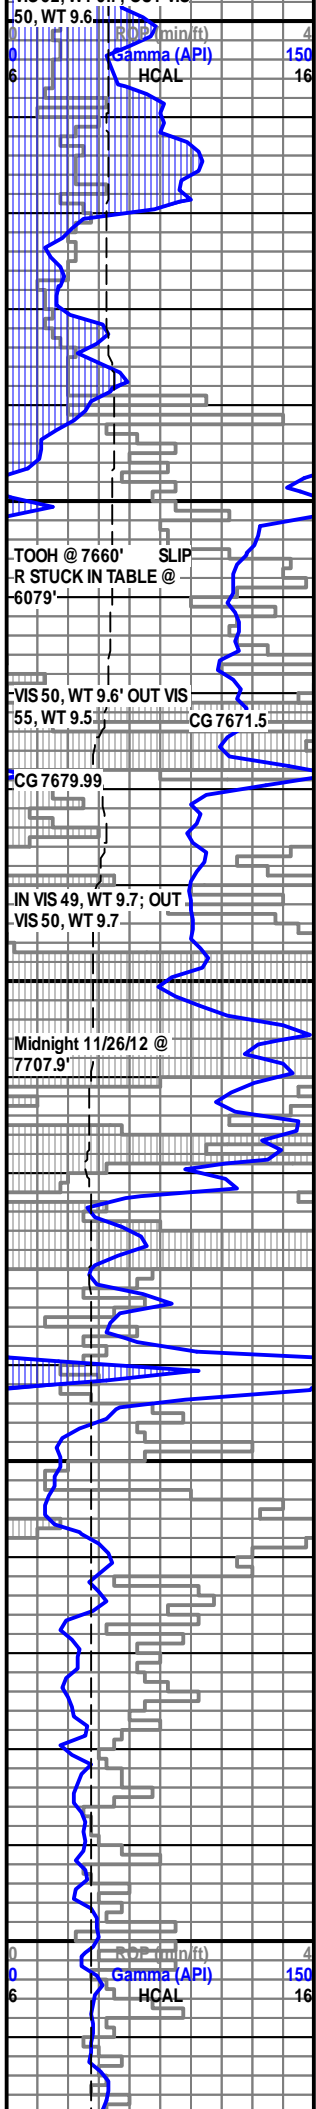 50, WT 9.6
0 ROP (min/ft) 4
0 Gamma (API) 150
6 HCAL 16
TOOH @ 7660' SLIP
R STUCK IN TABLE @
6079'
VIS 50, WT 9.6' OUT VIS
55, WT 9.5
CG 7671.5
CG 7679.99
IN VIS 49, WT 9.7; OUT
VIS 50, WT 9.7
Midnight 11/26/12 @
7707.9'
0 ROP (min/ft) 4
0 Gamma (API) 150
6 HCAL 16